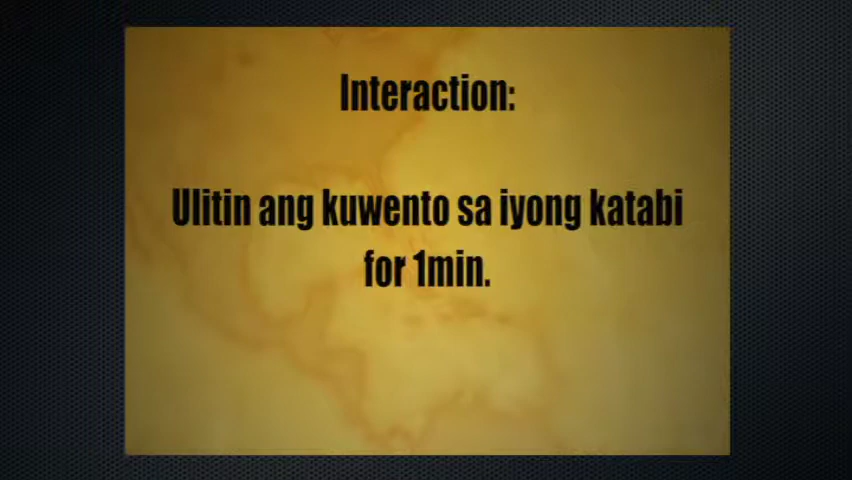 Interaction:
Ulitin ang kuwento sa iyong katabi
for 1min.